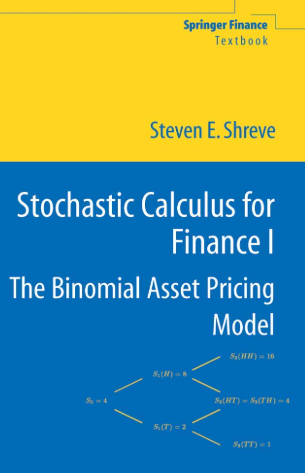 Springer Finance
Textbook
Steven E. Shreve
Stochastic Calculus for
Finance I
The Binomial Asset Pricing
Model
S₂(HH) = 16
S₁(H) = 8
S₀ = 4
S₂(HT) = S₂(TH) = 4
S₁(T) = 2
S₂(TT) = 1